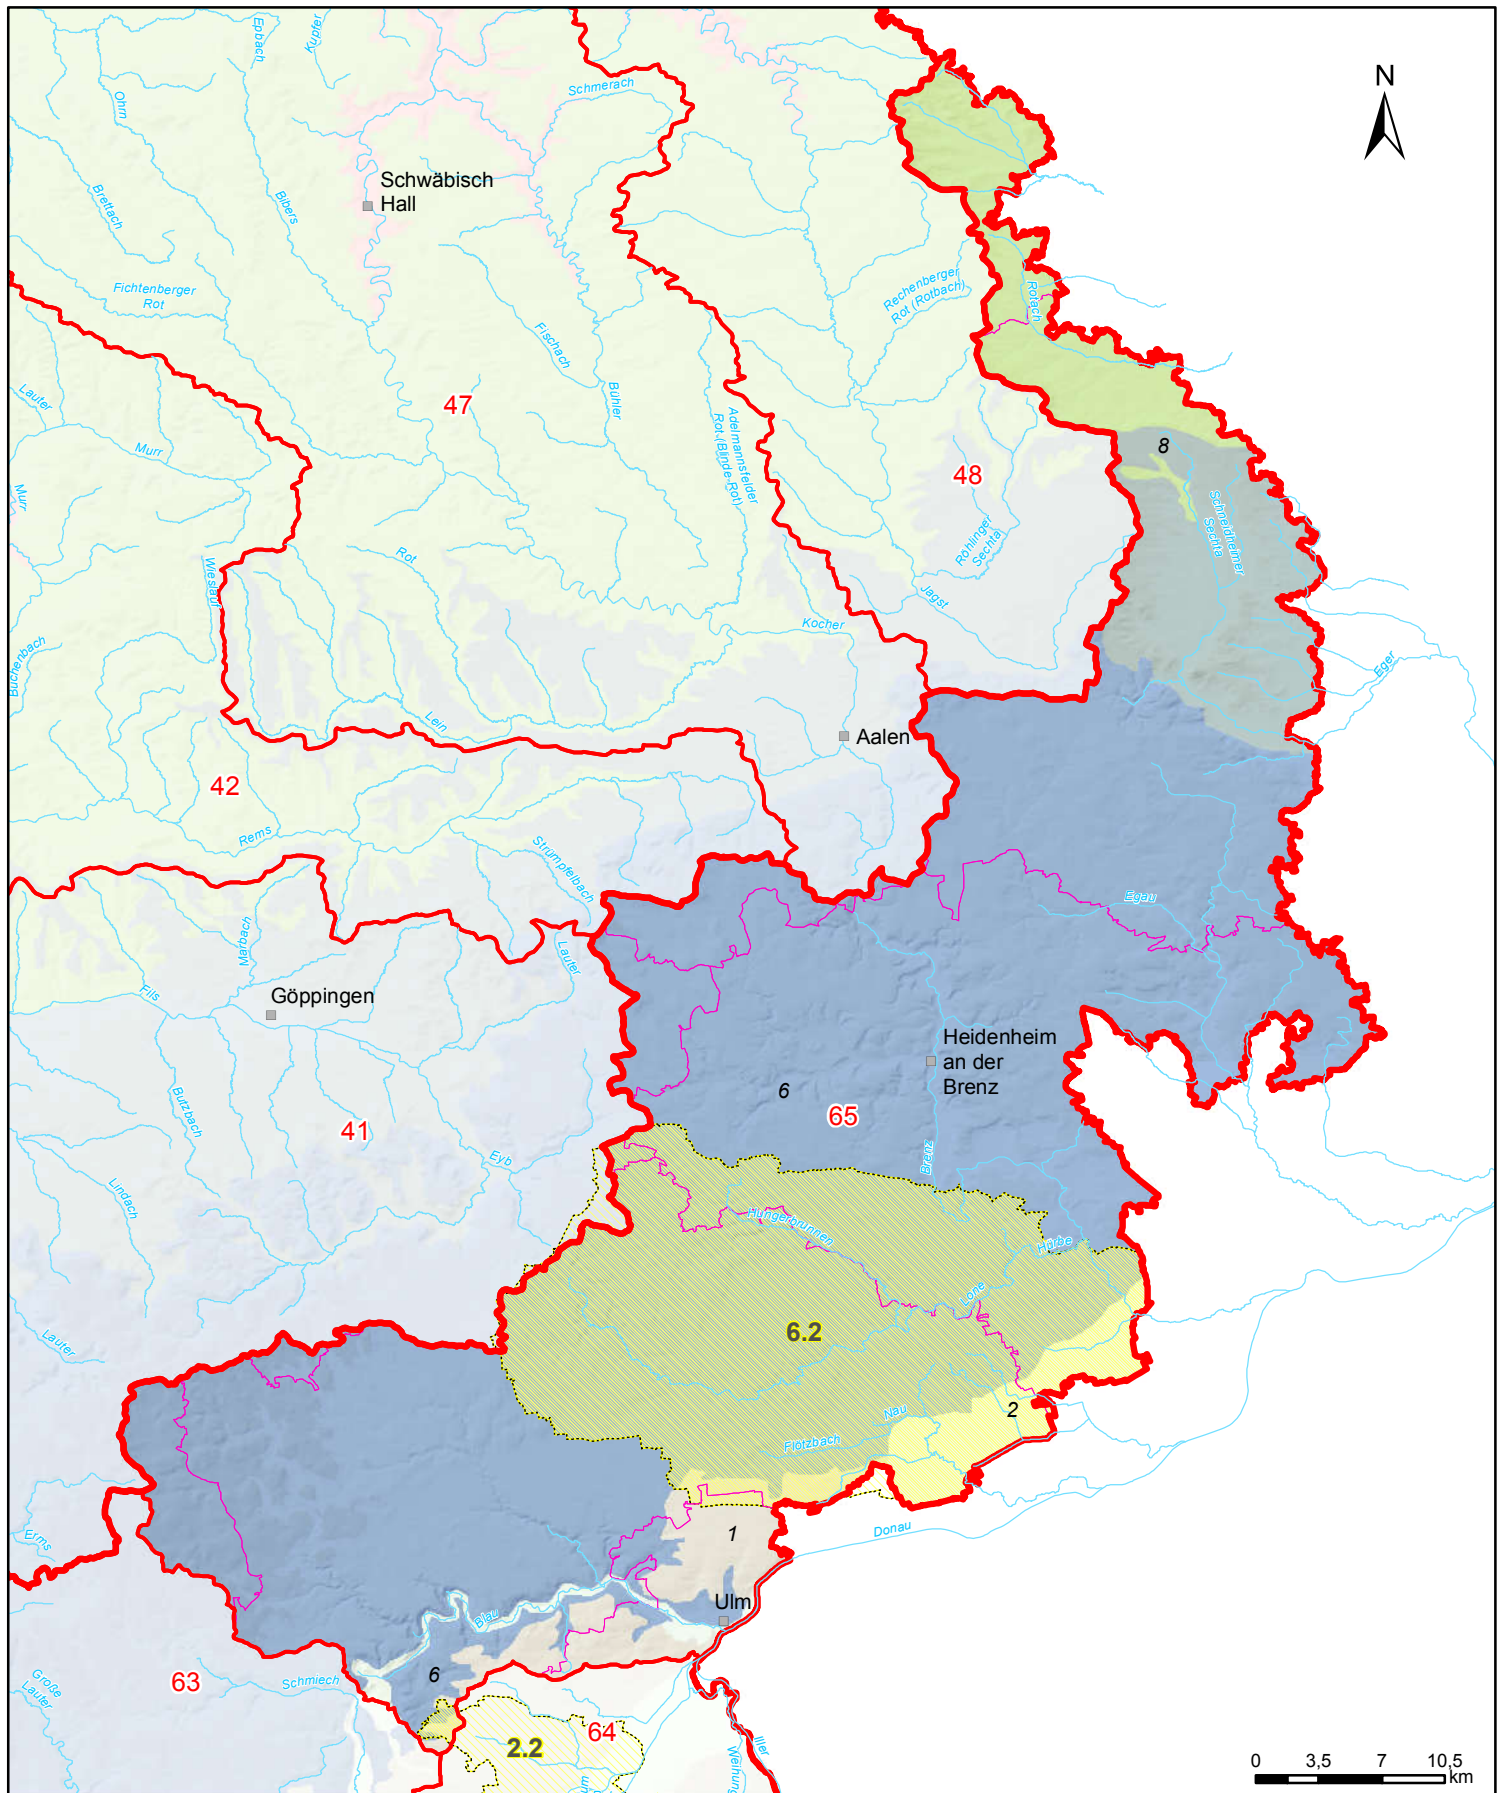 Epbach
Kupfer
Ohrn
Schmerach
N
Schwäbisch
Hall
Brettach
Bibers
Fichtenberger
Rot
Rechenberger
Rot (Rotbach)
Rotach
Fischach
Bühler
Lauter
47
Adelmannsfelder
Rot (Blinde Rot)
Murr
8
48
Murr
Schneidheimer
Sechta
Röhlinger
Sechta
Rot
Wieslauf
Jagst
Kocher
Buchenbach
Eger
Lein
Aalen
42
Rems
Strümpfelbach
Egau
Marbach
Lauter
Fils
Göppingen
Heidenheim
an der
Brenz
6
65
Butzbach
41
Eyb
Brenz
Lindach
Hungerbrunnen
Hürbe
Lone
6.2
Lauter
Nau
2
Flötzbach
Donau
1
Erms
Ulm
Blau
6
63
Schmiech
Große
Lauter
64
2.2
Iller
Weihung
0
3,5
7
10,5
km